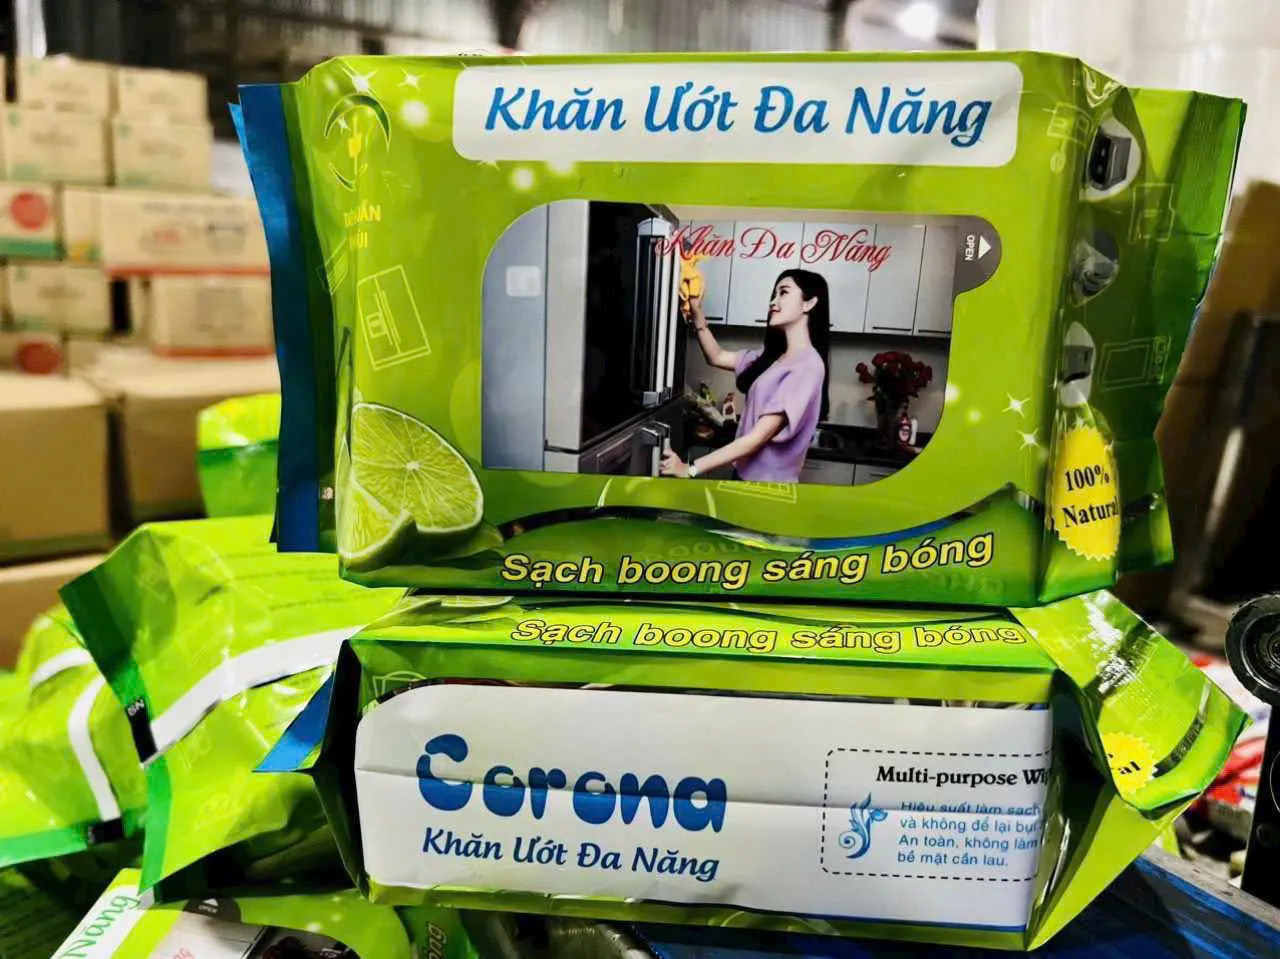 Khăn Ướt Đa Năng
Khăn Đa Năng
OPEN
100%
Natural
Sạch boong sáng bóng
Sạch boong sáng bóng
Corona
Khăn Ướt Đa Năng
Multi-purpose
Hiệu suất làm sạch
và không để lại bụi
An toàn, không làm
bề mặt cần lau.
Năng